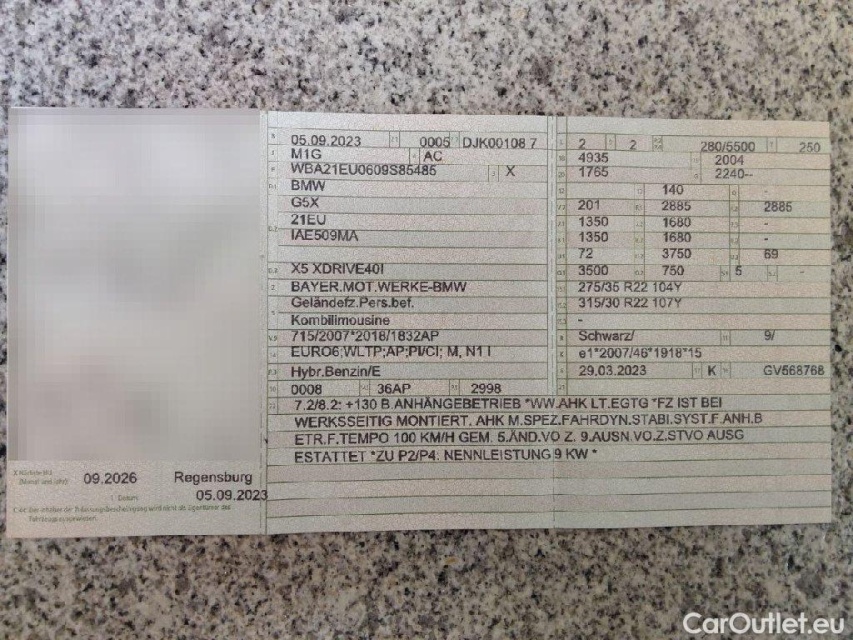 05.09.2023 0005 DJK00108 7
M1G AC
WBA21EU0609S85485 X
BMW
G5X
21EU
IAE509MA
X5 XDRIVE40I
BAYER.MOT.WERKE-BMW
Geländefz.Pers.bef.
Kombilimousine
715/2007*2018/1832AP
EURO6;WLTP;AP;PI/CI; M, N1 I
Hybr.Benzin/E
0008 36AP 2998
2 2 280/5500 250
4935 2004
1765 2240--
- 140 -
201 2885 2885
1350 1680 -
1350 1680 -
72 3750 69
3500 750 5 -
275/35 R22 104Y
315/30 R22 107Y
-
Schwarz/ 9/
e1*2007/46*1918*15
29.03.2023 K GV568768
7.2/8.2: +130 B.ANHÄNGEBETRIEB *WW.AHK LT.EGTG *FZ IST BEI
WERKSSEITIG MONTIERT. AHK M.SPEZ.FAHRDYN.STABI.SYST.F.ANH.B
ETR.F.TEMPO 100 KM/H GEM. 5.ÄND.VO Z. 9.AUSN.VO.Z.STVO AUSG
ESTATTET *ZU P2/P4: NENNLEISTUNG 9 KW *
09.2026 Regensburg
Datum 05.09.2023
CarOutlet.eu